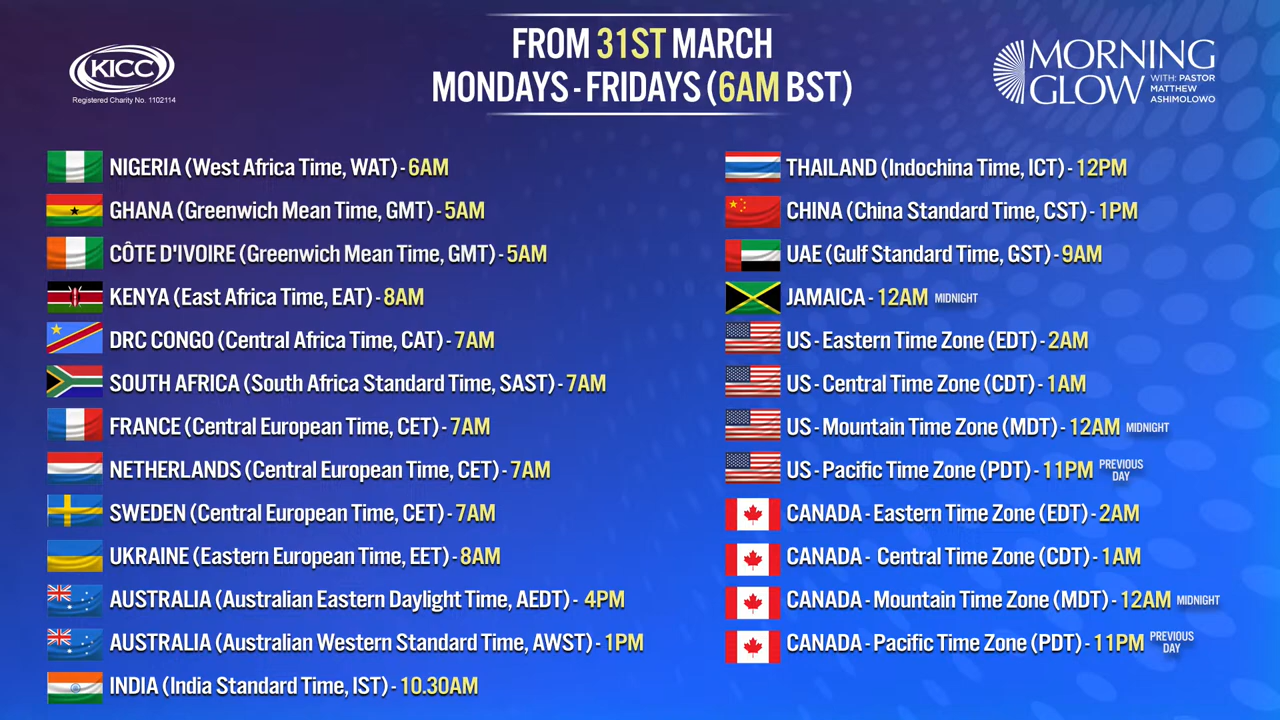 KICC
Registered Charity No. 1102114
FROM 31ST MARCH
MONDAYS - FRIDAYS (6AM BST)
MORNING
GLOW
WITH: PASTOR
MATTHEW
ASHIMOLOWO
NIGERIA (West Africa Time, WAT) - 6AM
GHANA (Greenwich Mean Time, GMT) - 5AM
CÔTE D'IVOIRE (Greenwich Mean Time, GMT) - 5AM
KENYA (East Africa Time, EAT) - 8AM
DRC CONGO (Central Africa Time, CAT) - 7AM
SOUTH AFRICA (South Africa Standard Time, SAST) - 7AM
FRANCE (Central European Time, CET) - 7AM
NETHERLANDS (Central European Time, CET) - 7AM
SWEDEN (Central European Time, CET) - 7AM
UKRAINE (Eastern European Time, EET) - 8AM
AUSTRALIA (Australian Eastern Daylight Time, AEDT) - 4PM
AUSTRALIA (Australian Western Standard Time, AWST) - 1PM
INDIA (India Standard Time, IST) - 10.30AM
THAILAND (Indochina Time, ICT) - 12PM
CHINA (China Standard Time, CST) - 1PM
UAE (Gulf Standard Time, GST) - 9AM
JAMAICA - 12AM MIDNIGHT
US - Eastern Time Zone (EDT) - 2AM
US - Central Time Zone (CDT) - 1AM
US - Mountain Time Zone (MDT) - 12AM MIDNIGHT
US - Pacific Time Zone (PDT) - 11PM PREVIOUS DAY
CANADA - Eastern Time Zone (EDT) - 2AM
CANADA - Central Time Zone (CDT) - 1AM
CANADA - Mountain Time Zone (MDT) - 12AM MIDNIGHT
CANADA - Pacific Time Zone (PDT) - 11PM PREVIOUS DAY